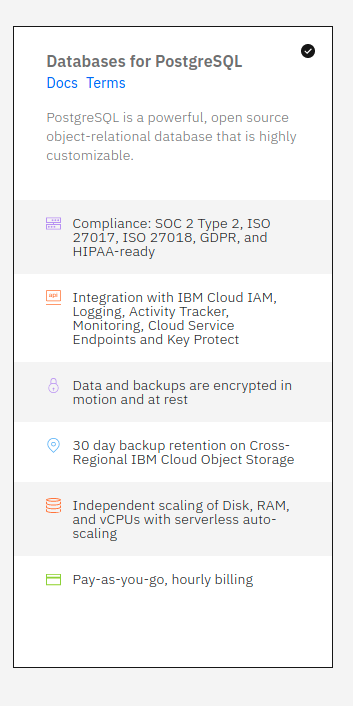 Databases for PostgreSQL
Docs Terms
PostgreSQL is a powerful, open source
object-relational database that is highly
customizable.
Compliance: SOC 2 Type 2, ISO
27017, ISO 27018, GDPR, and
HIPAA-ready
api
Integration with IBM Cloud IAM,
Logging, Activity Tracker,
Monitoring, Cloud Service
Endpoints and Key Protect
Data and backups are encrypted in
motion and at rest
30 day backup retention on Cross-
Regional IBM Cloud Object Storage
Independent scaling of Disk, RAM,
and vCPUs with serverless auto-
scaling
Pay-as-you-go, hourly billing